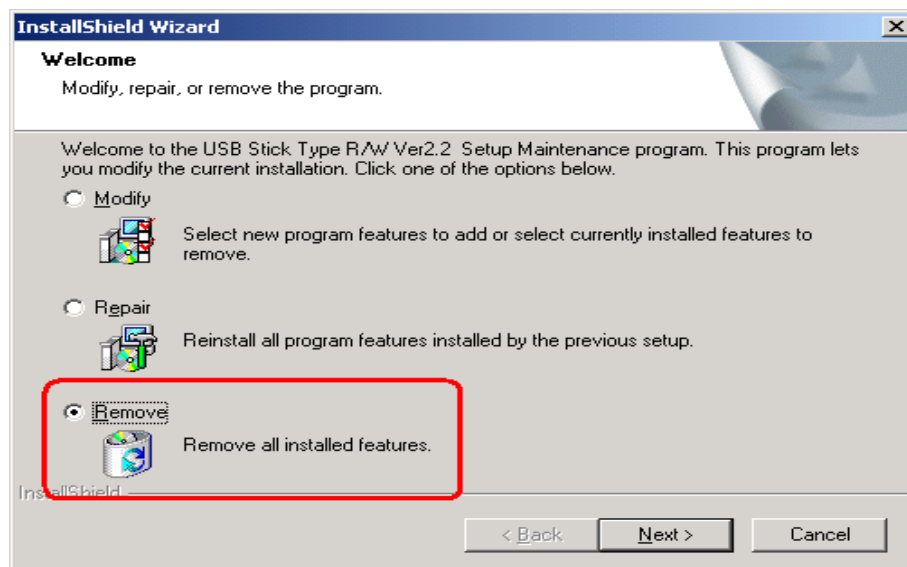 InstallShield Wizard
Welcome
Modify, repair, or remove the program.
Welcome to the USB Stick Type R/W Ver2.2 Setup Maintenance program. This program lets
you modify the current installation. Click one of the options below.
Modify
Select new program features to add or select currently installed features to
remove.
Repair
Reinstall all program features installed by the previous setup.
Remove
Remove all installed features.
InstallShield
< Back
Next >
Cancel